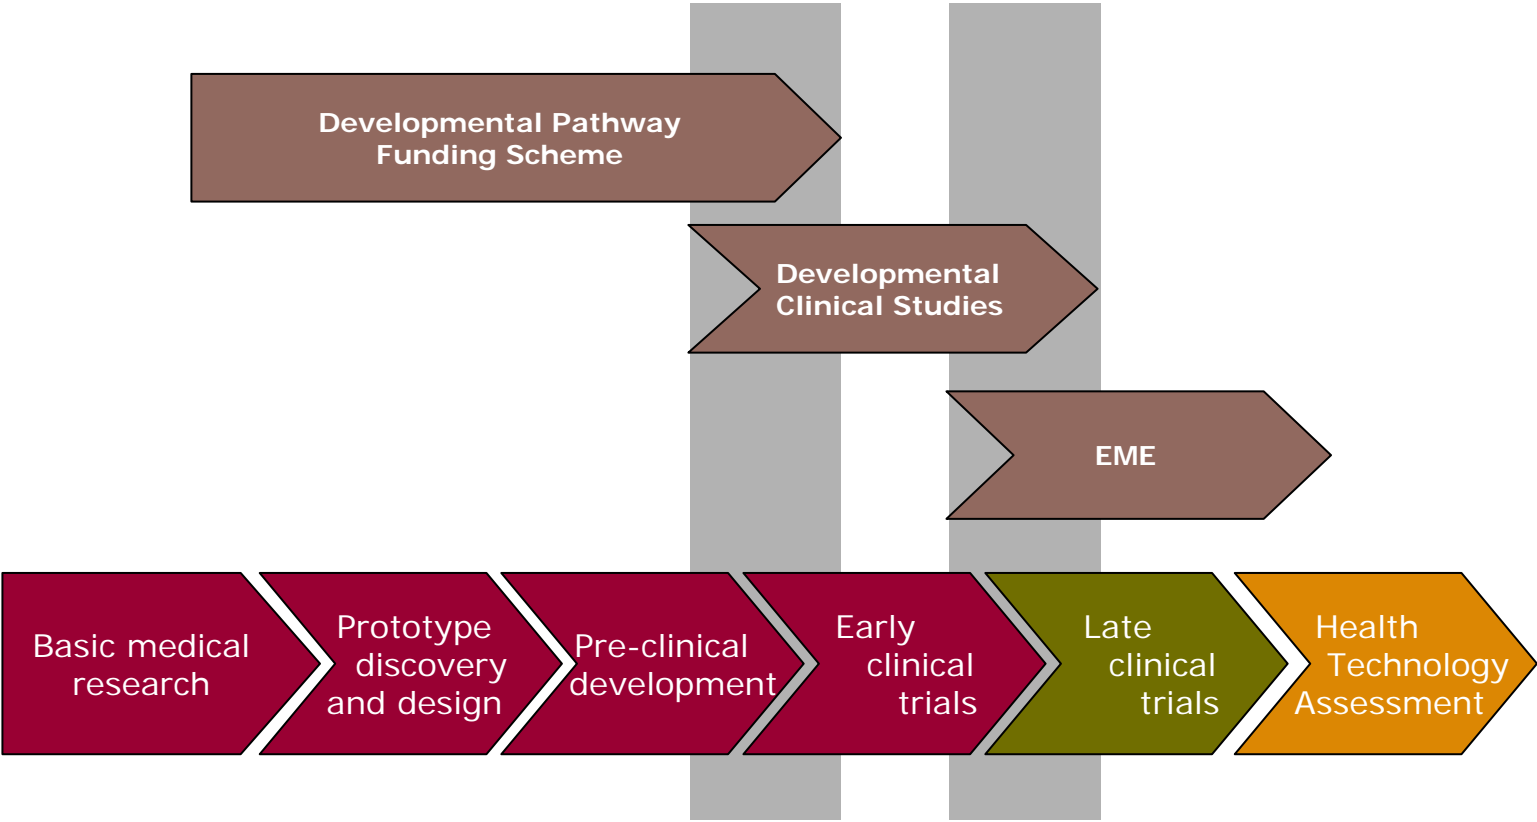 Developmental Pathway
Funding Scheme
Developmental
Clinical Studies
EME
Basic medical
research
Prototype
discovery
and design
Pre-clinical
development
Early
clinical
trials
Late
clinical
trials
Health
Technology
Assessment